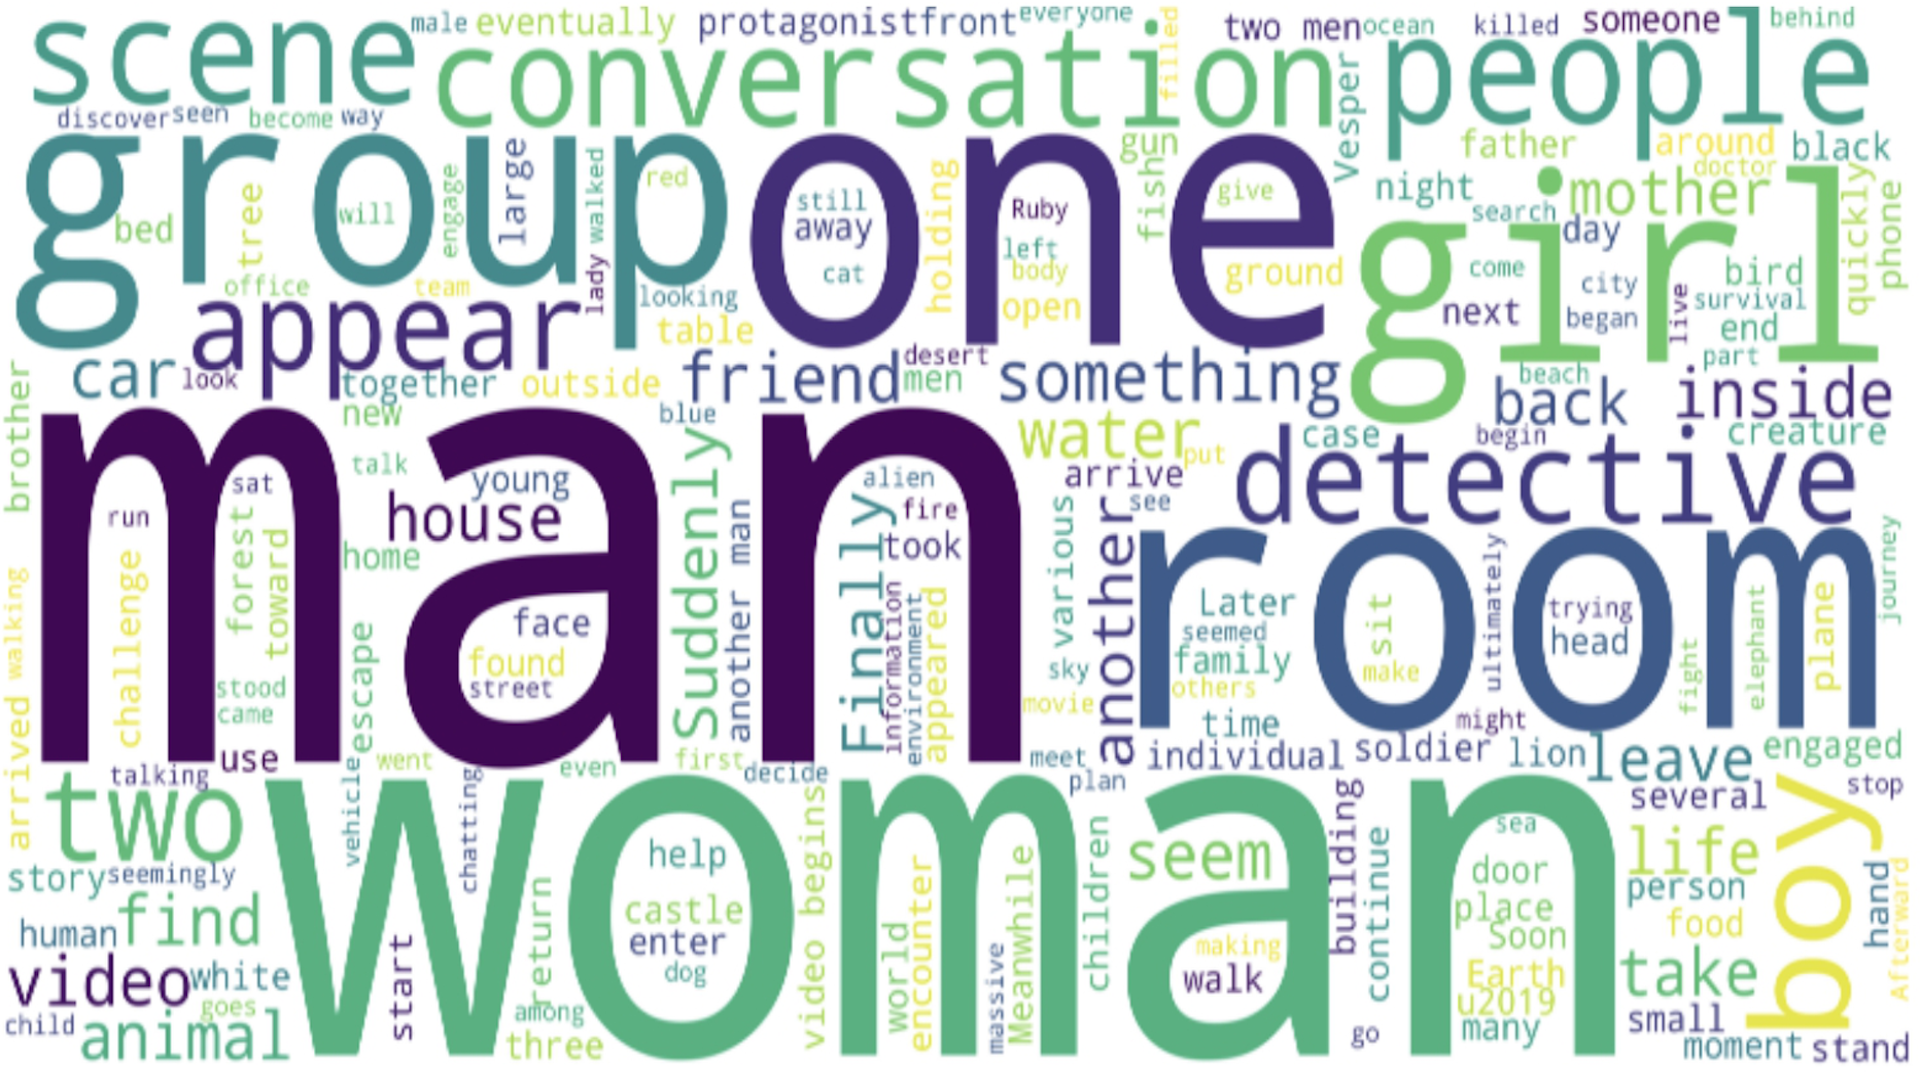 scene
male
eventually
protagonist
front
everyone
filled
two men
ocean
killed
someone
people
behind
conversation
discover
seen
become
way
group
one
gun
Vesper
father
around
doctor
black
bed
tree
will
engage
large
lady
walked
red
still
away
cat
holding
Ruby
left
body
open
fish
give
ground
girl
night
mother
search
day
quickly
phone
office
team
looking
table
come
city
bird
survival
next
began
live
end
part
appear
car
look
together
outside
friend
desert
men
something
beach
back
inside
brother
new
blue
Suddenly
water
put
case
begin
creature
man
talk
sat
run
young
house
alien
fire
took
arrive
see
detective
forest
toward
home
another man
Finally
information
environment
appeared
various
another
room
ultimately
trying
head
elephant
plane
journey
challenge
face
found
street
Later
seemed
family
sit
make
others
sky
movie
time
might
fight
arrived
walking
stood
came
escape
use
went
even
first
decide
meet
plan
individual
soldier
lion
leave
engaged
talking
vehicle
chatting
two
woman
several
stop
boy
story
seemingly
help
video begins
seem
building
sea
life
human
find
castle
enter
dog
encounter
world
massive
Meanwhile
children
continue
door
place
Soon
person
food
hand
Afterward
video
white
start
return
making
walk
Earth
u2019
take
child
goes
animal
among
three
go
many
small
moment
stand